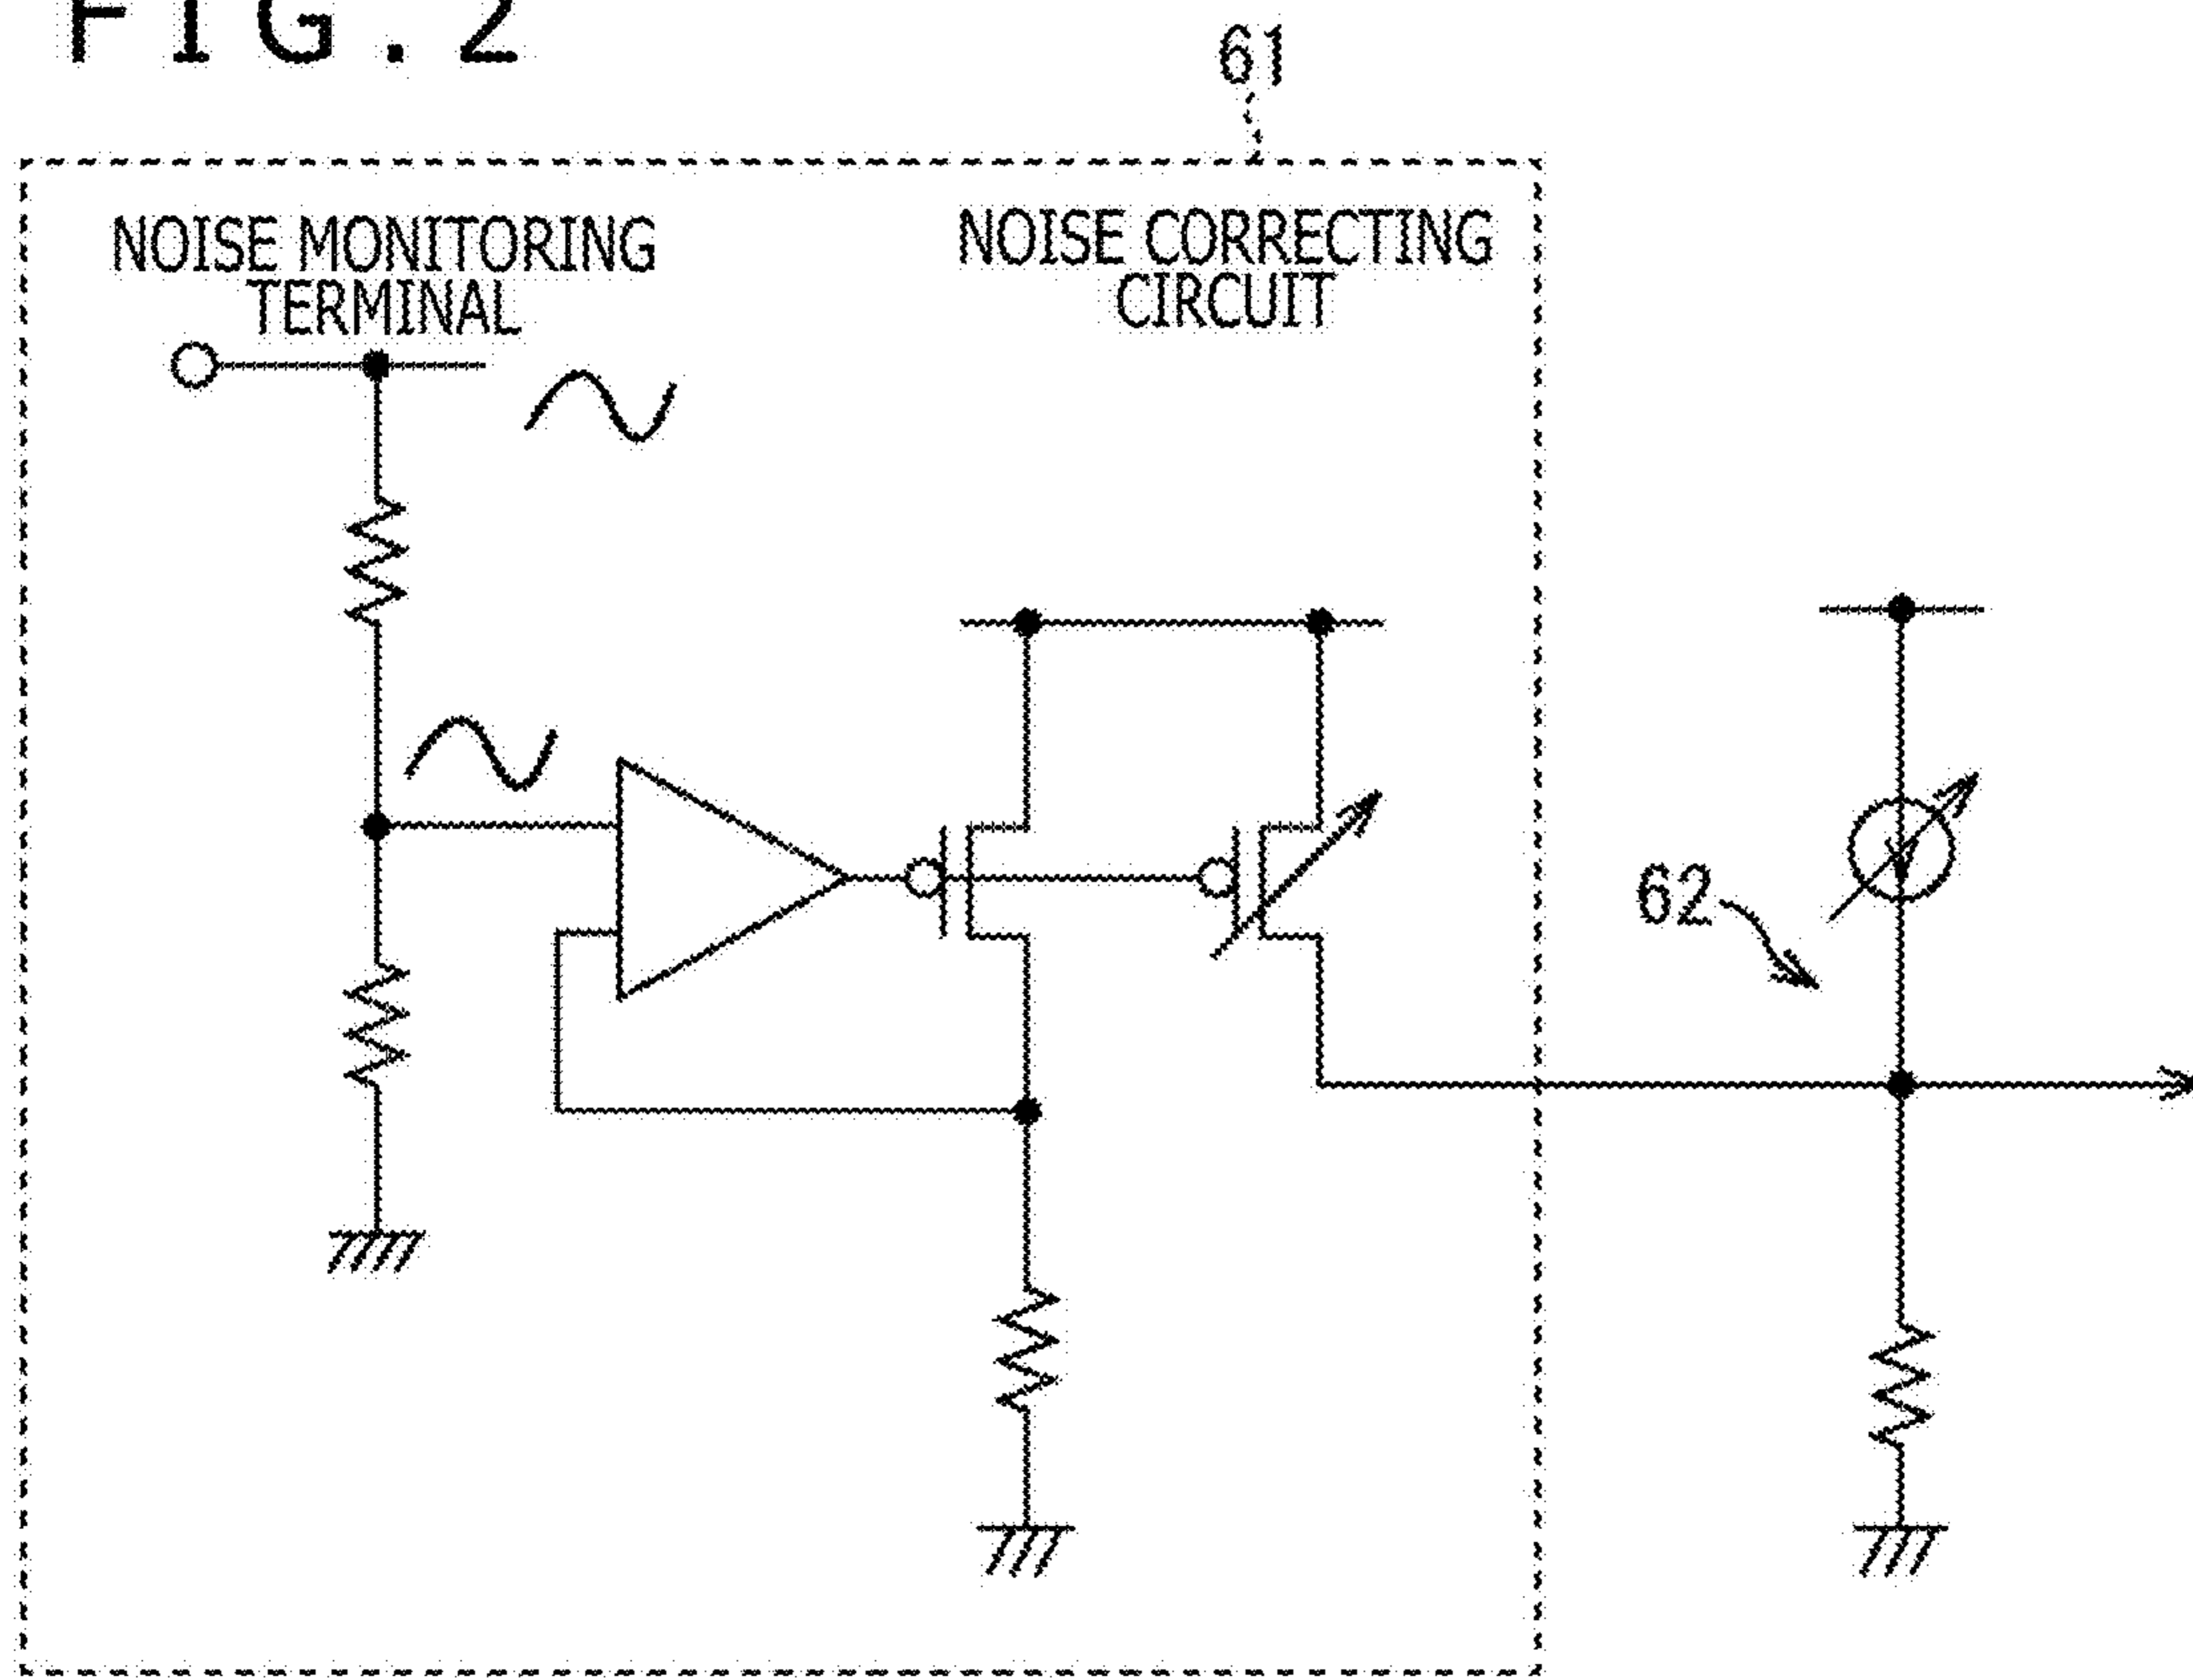 FIG.2
61
NOISE MONITORING
TERMINAL
NOISE CORRECTING
CIRCUIT
62